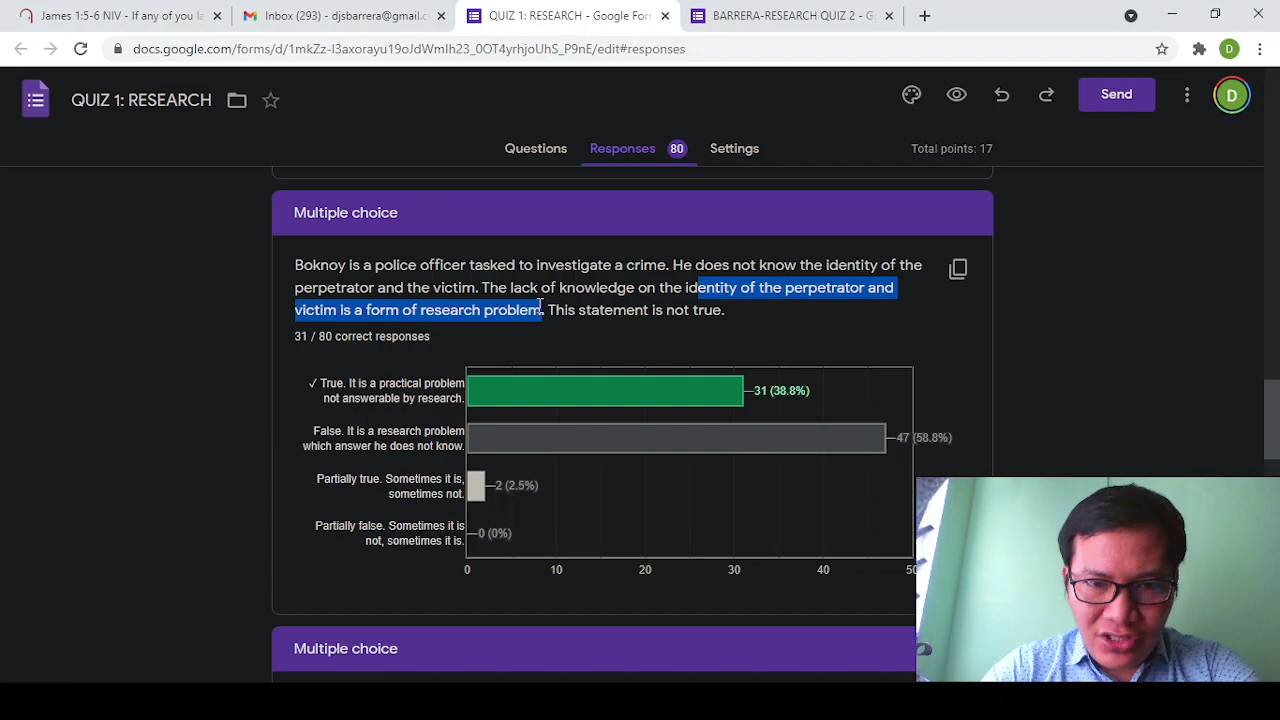 James 1:5-6 NIV - If any of you la
Inbox (293) - djsbarrera@gmail.c
QUIZ 1: RESEARCH - Google Form
BARRERA-RESEARCH QUIZ 2 - G
docs.google.com/forms/d/1mkZz-I3axorayu19oJdWmIh23_0OT4yrhjoUhS_P9nE/edit#responses
D
QUIZ 1: RESEARCH
Send
D
Questions
Responses
80
Settings
Total points: 17
Multiple choice
Boknoy is a police officer tasked to investigate a crime. He does not know the identity of the
perpetrator and the victim. The lack of knowledge on the identity of the perpetrator and
victim is a form of research problem. This statement is not true.
31 / 80 correct responses
✓ True. It is a practical problem
not answerable by research.
31 (38.8%)
False. It is a research problem
which answer he does not know.
47 (58.8%)
Partially true. Sometimes it is,
sometimes not.
2 (2.5%)
Partially false. Sometimes it is
not, sometimes it is.
0 (0%)
0
10
20
30
40
50
Multiple choice